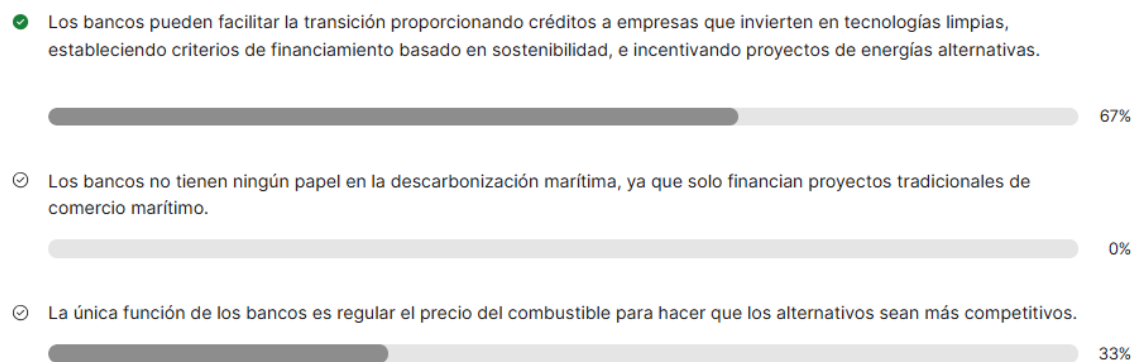 Los bancos pueden facilitar la transición proporcionando créditos a empresas que invierten en tecnologías limpias,
estableciendo criterios de financiamiento basado en sostenibilidad, e incentivando proyectos de energías alternativas.
67%
Los bancos no tienen ningún papel en la descarbonización marítima, ya que solo financian proyectos tradicionales de
comercio marítimo.
0%
La única función de los bancos es regular el precio del combustible para hacer que los alternativos sean más competitivos.
33%